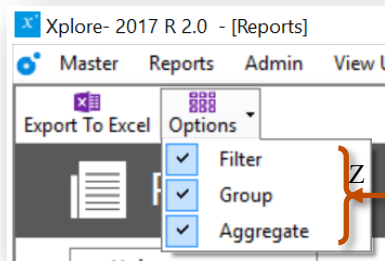 Xplore- 2017 R 2.0 - [Reports]
Master Reports Admin View
Export To Excel Options
Filter
Group
Aggregate
Z